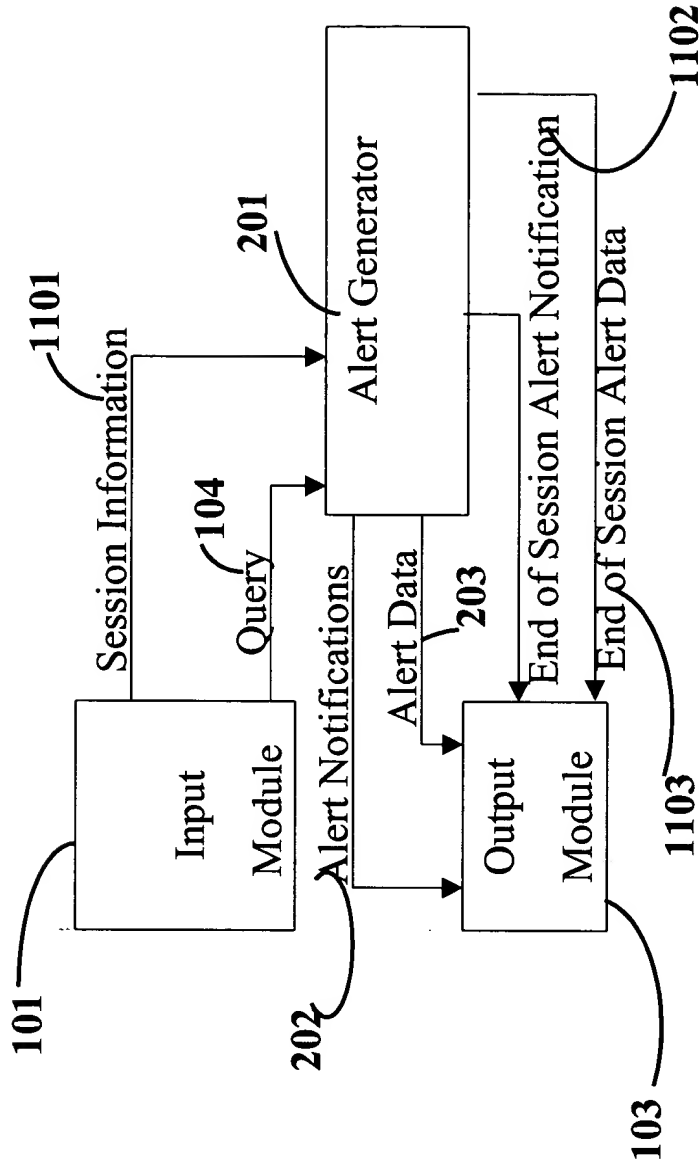 1101
Session Information
101
Input
Module
104
Query
201
Alert Generator
202
Alert Notifications
Alert Data
203
Output
Module
103
End of Session Alert Notification
1102
End of Session Alert Data
1103